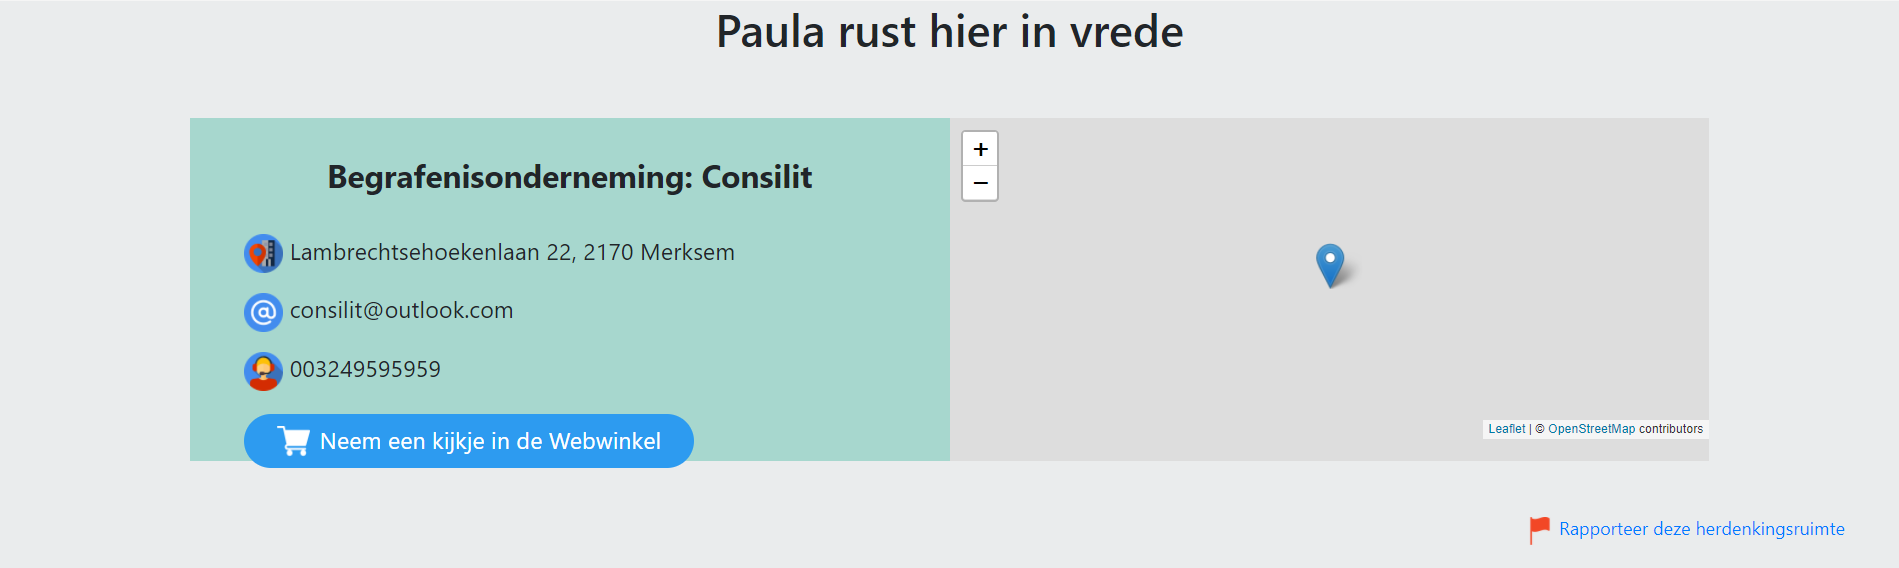 Paula rust hier in vrede
Begrafenisonderneming: Consilit
Lambrechtsehoekenlaan 22, 2170 Merksem
consilit@outlook.com
003249595959
Neem een kijkje in de Webwinkel
+
−
Leaflet | © OpenStreetMap contributors
Rapporteer deze herdenkingsruimte